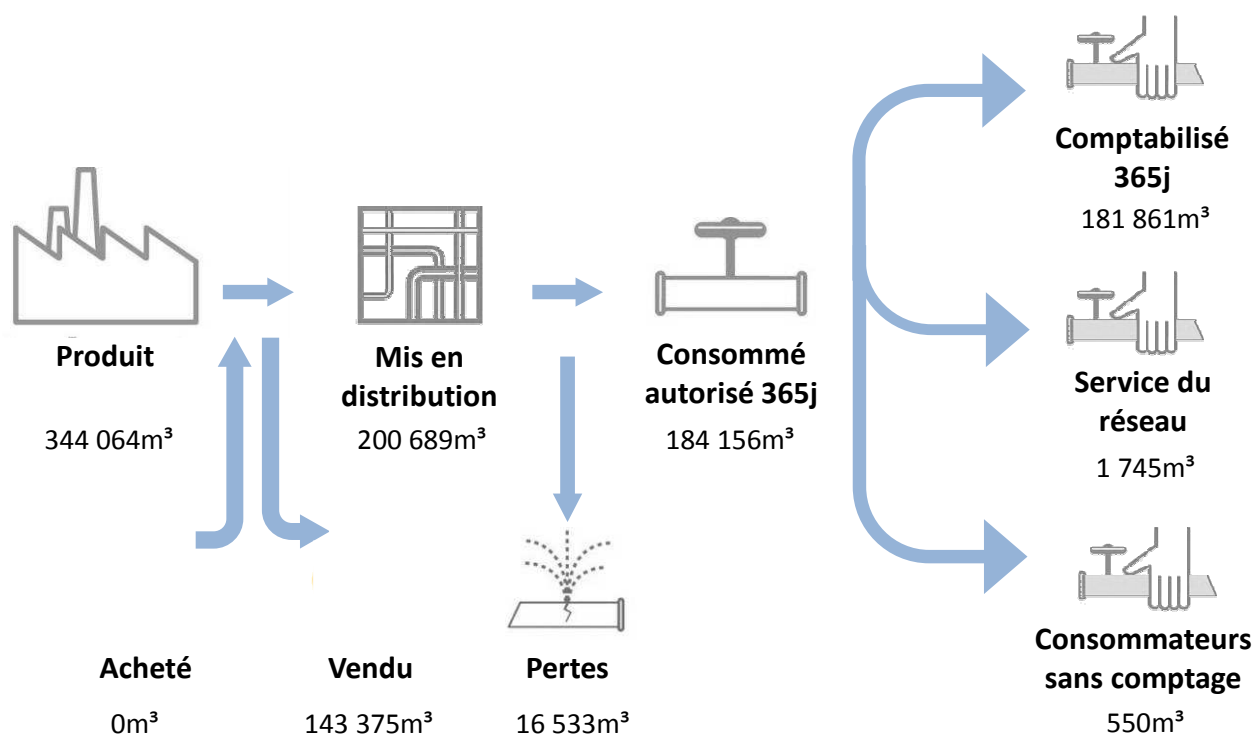 Produit
344 064m³
Acheté
0m³
Vendu
143 375m³
Mis en
distribution
200 689m³
Pertes
16 533m³
Consommé
autorisé 365j
184 156m³
Comptabilisé
365j
181 861m³
Service du
réseau
1 745m³
Consommateurs
sans comptage
550m³